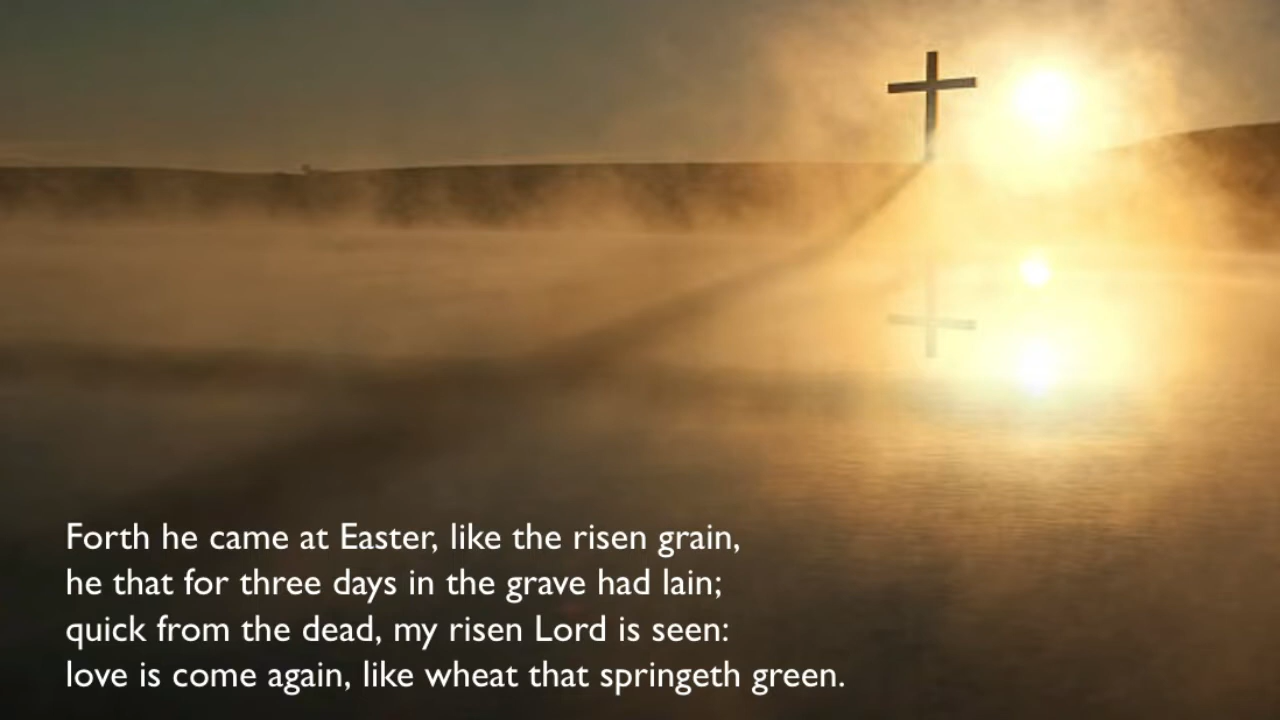 Forth he came at Easter, like the risen grain,
he that for three days in the grave had lain;
quick from the dead, my risen Lord is seen:
love is come again, like wheat that springeth green.